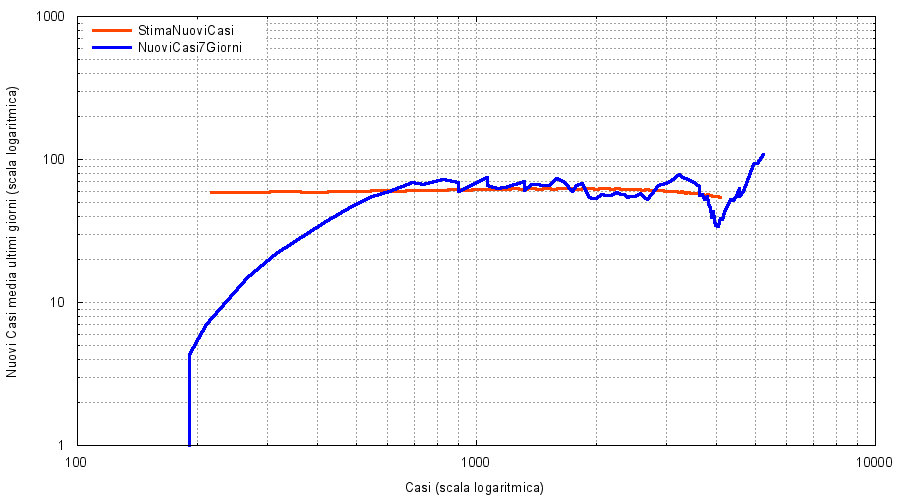 1000
100
10
1
StimaNuoviCasi
NuoviCasi7Giorni
Nuovi Casi media ultimi giorni (scala logaritmica)
100 1000 10000
Casi (scala logaritmica)